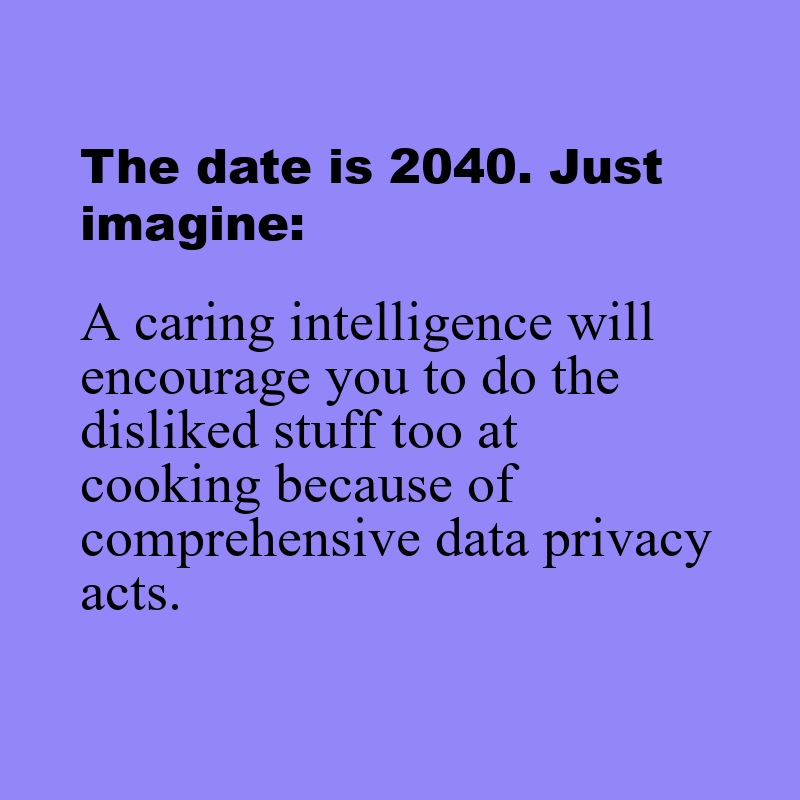 The date is 2040. Just
imagine:
A caring intelligence will
encourage you to do the
disliked stuff too at
cooking because of
comprehensive data privacy
acts.